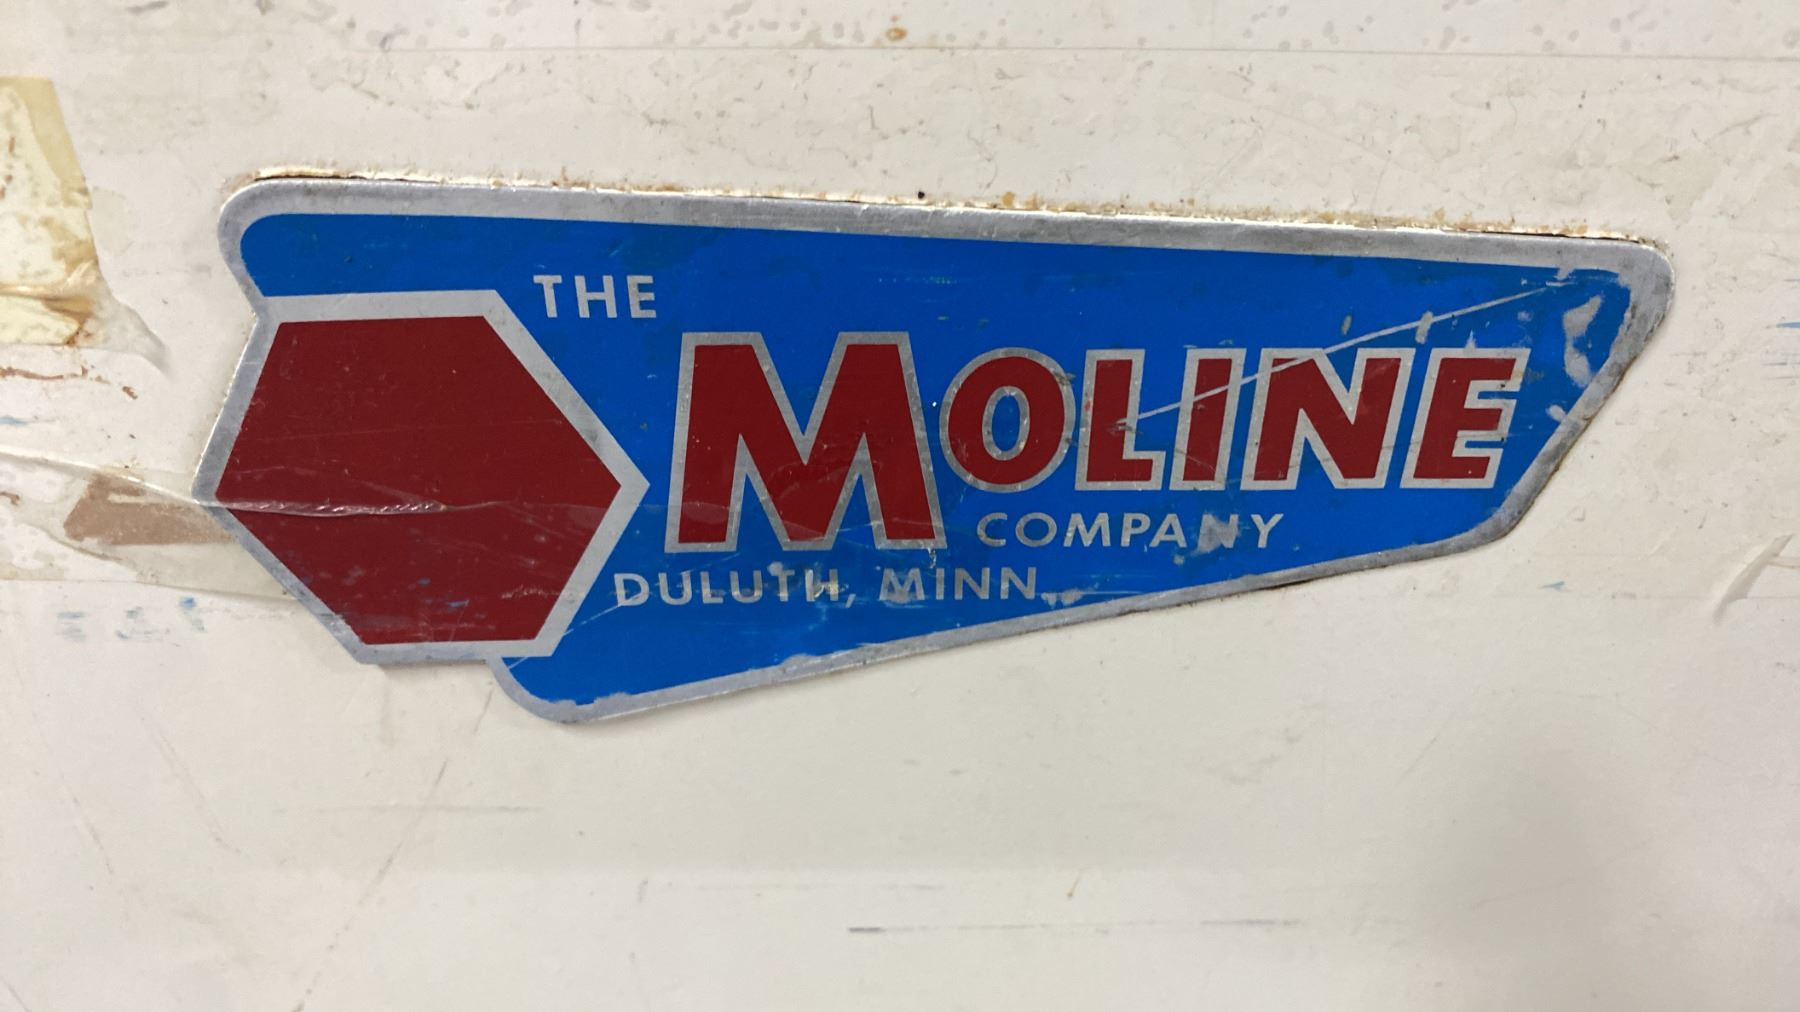 THE
MOLINE
COMPANY
DULUTH, MINN.